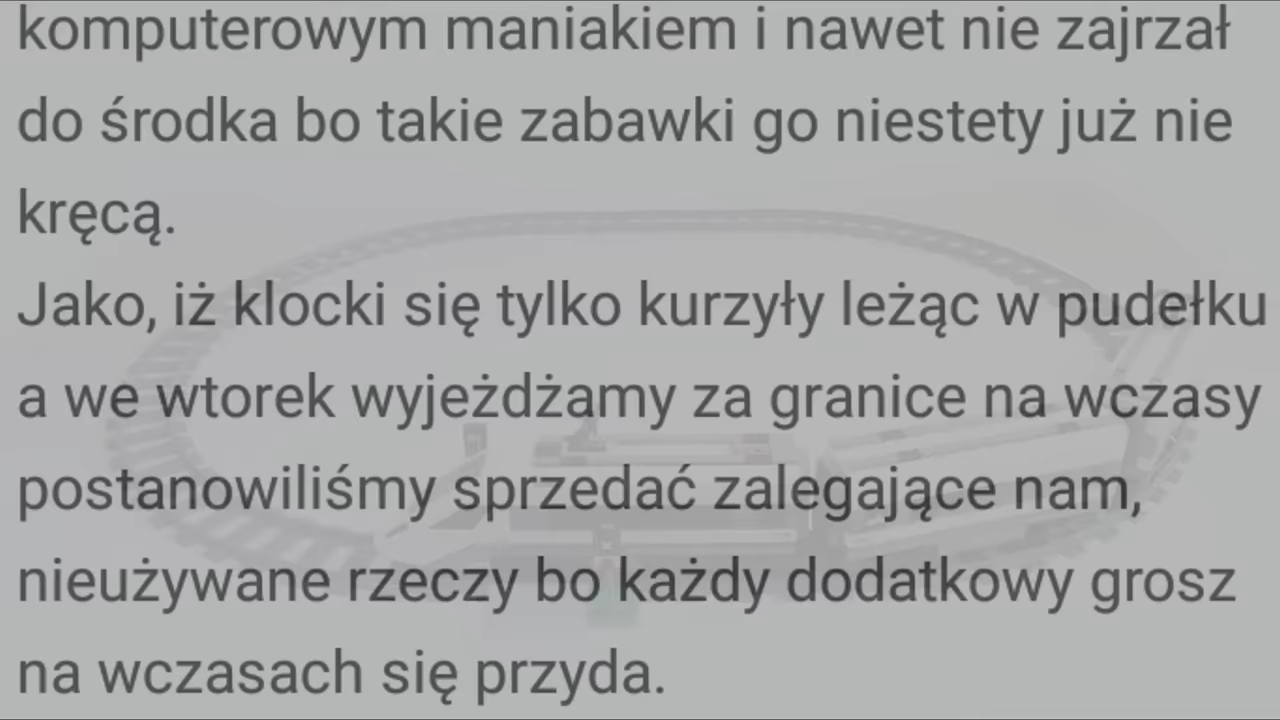 komputerowym maniakiem i nawet nie zajrzał
do środka bo takie zabawki go niestety już nie
kręcą.
Jako, iż klocki się tylko kurzyły leżąc w pudełku
a we wtorek wyjeżdżamy za granice na wczasy
postanowiliśmy sprzedać zalegające nam,
nieużywane rzeczy bo każdy dodatkowy grosz
na wczasach się przyda.